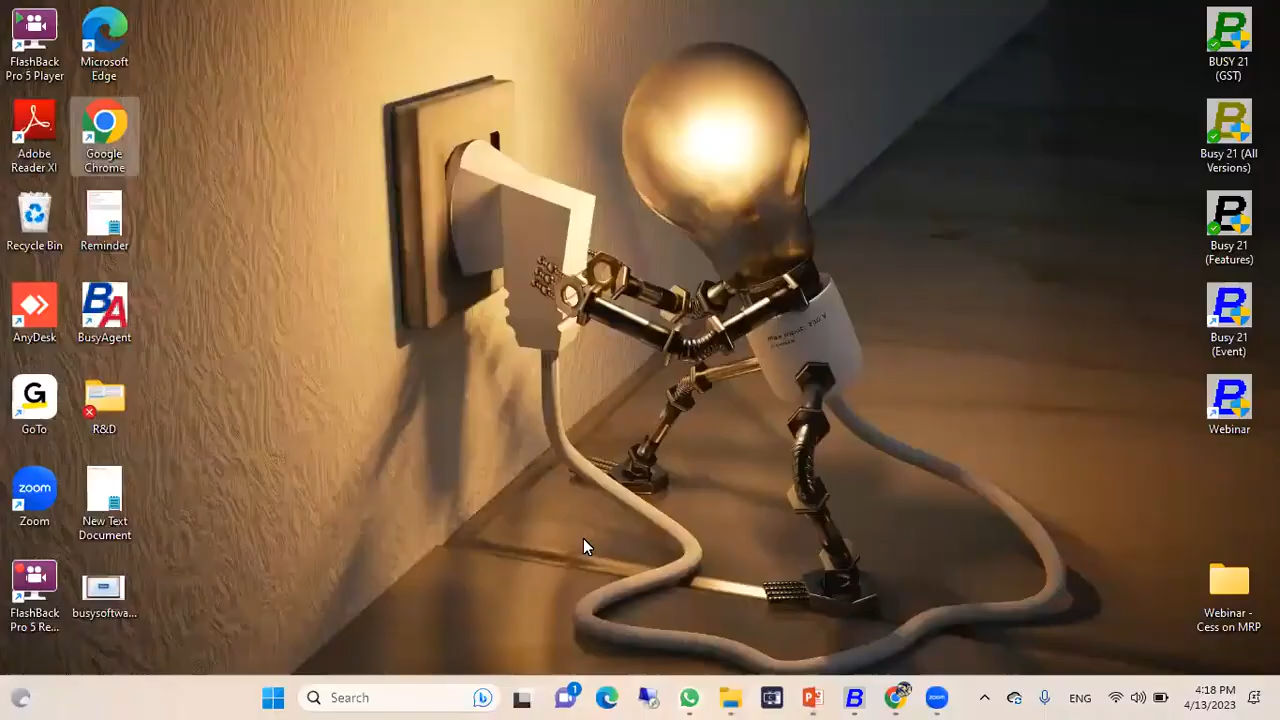 FlashBack
Pro 5 Player
Microsoft
Edge
Adobe
Reader XI
Google
Chrome
Recycle Bin
Reminder
AnyDesk
BusyAgent
G
GoTo
R&D
zoom
Zoom
New Text
Document
FlashBack
Pro 5 Re...
busysoftwa...
BUSY 21
(GST)
Busy 21 (All
Versions)
Busy 21
(Features)
Busy 21
(Event)
Webinar
Webinar -
Cess on MRP
Search
1
zoom
ENG
4:18 PM
4/13/2023